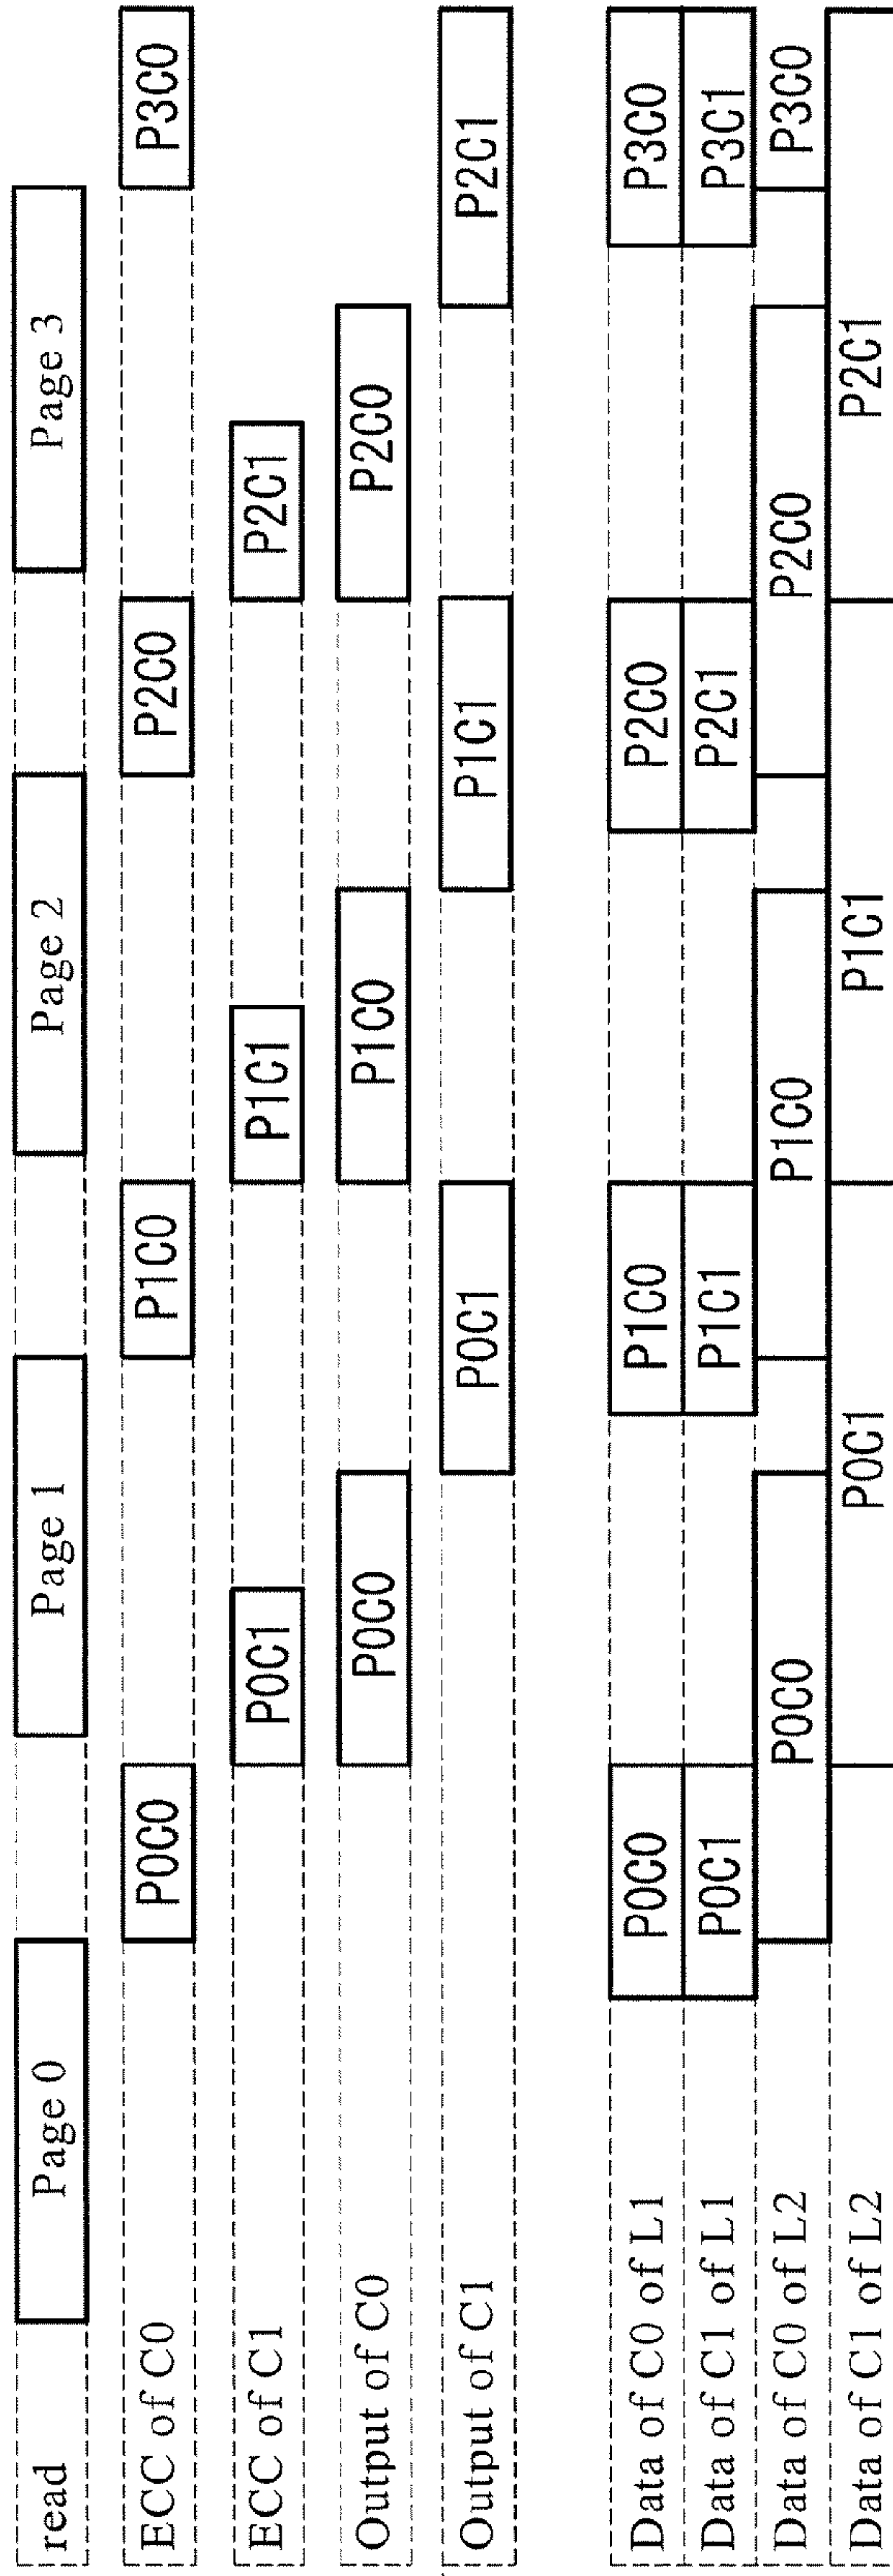 read Page 0 Page 1 Page 2 Page 3
ECC of C0 P0C0 P1C0 P2C0 P3C0
ECC of C1 P0C1 P1C1 P2C1
Output of C0 P0C0 P1C0 P2C0
Output of C1 P0C1 P1C1 P2C1
Data of C0 of L1 P0C0 P1C0 P2C0 P3C0
Data of C1 of L1 P0C1 P1C1 P2C1 P3C1
Data of C0 of L2 P0C0 P1C0 P2C0 P3C0
Data of C1 of L2 P0C1 P1C1 P2C1